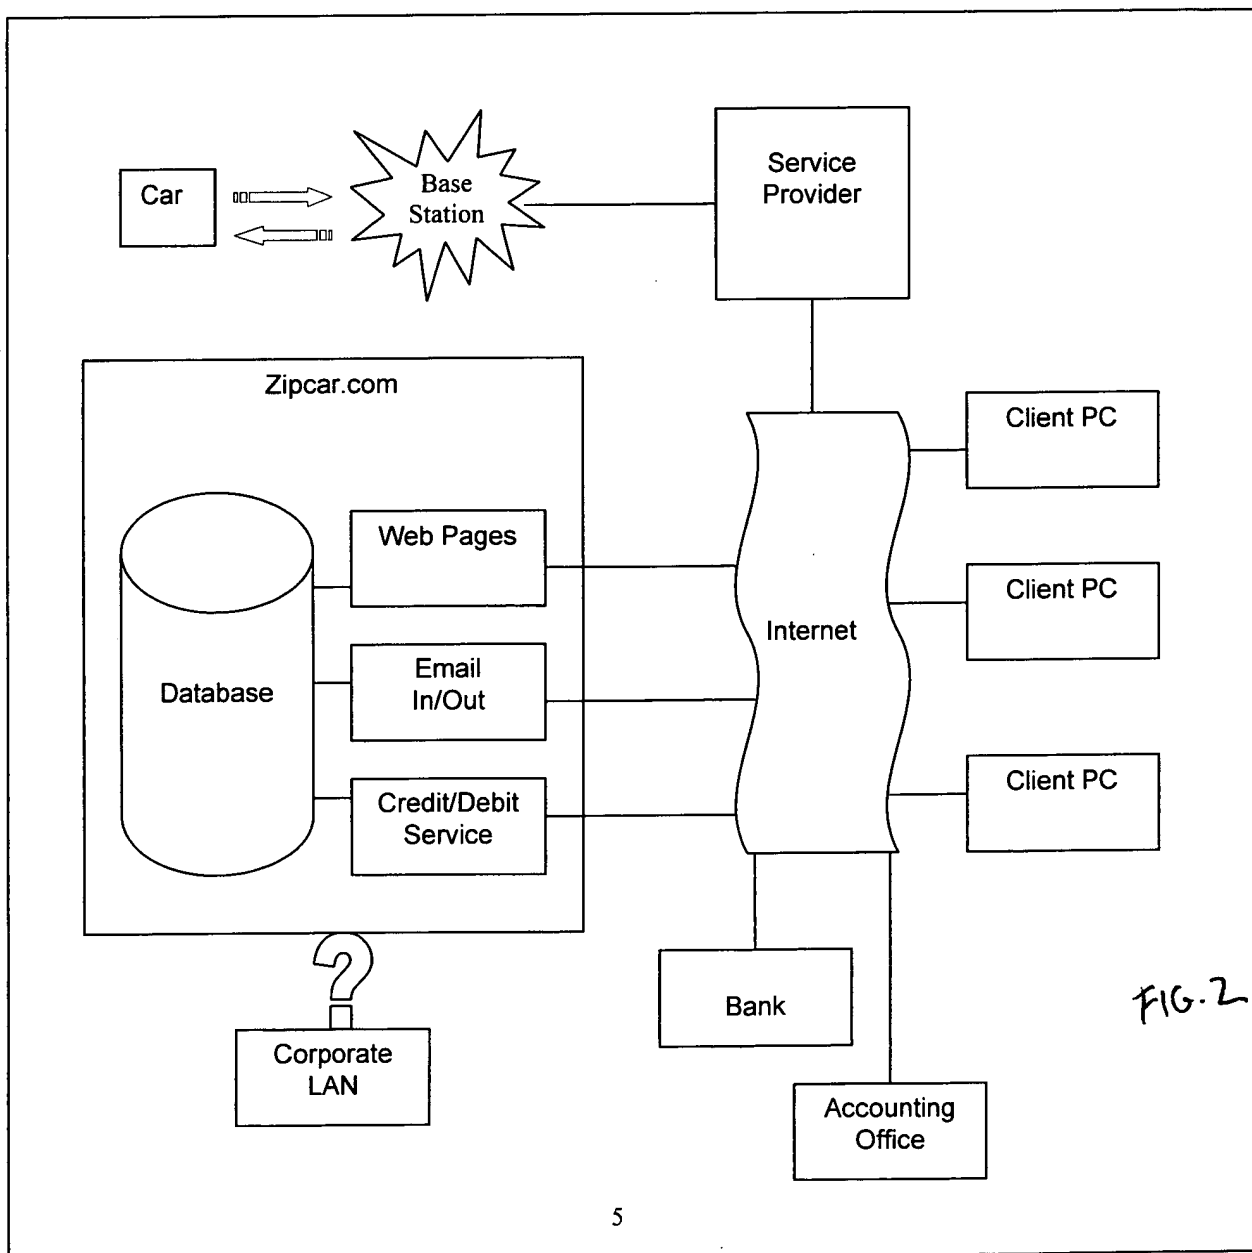 Car
Base
Station
Service
Provider
Zipcar.com
Database
Web Pages
Email
In/Out
Credit/Debit
Service
Internet
Client PC
Client PC
Client PC
?
Corporate
LAN
Bank
Accounting
Office
FIG. 2
5